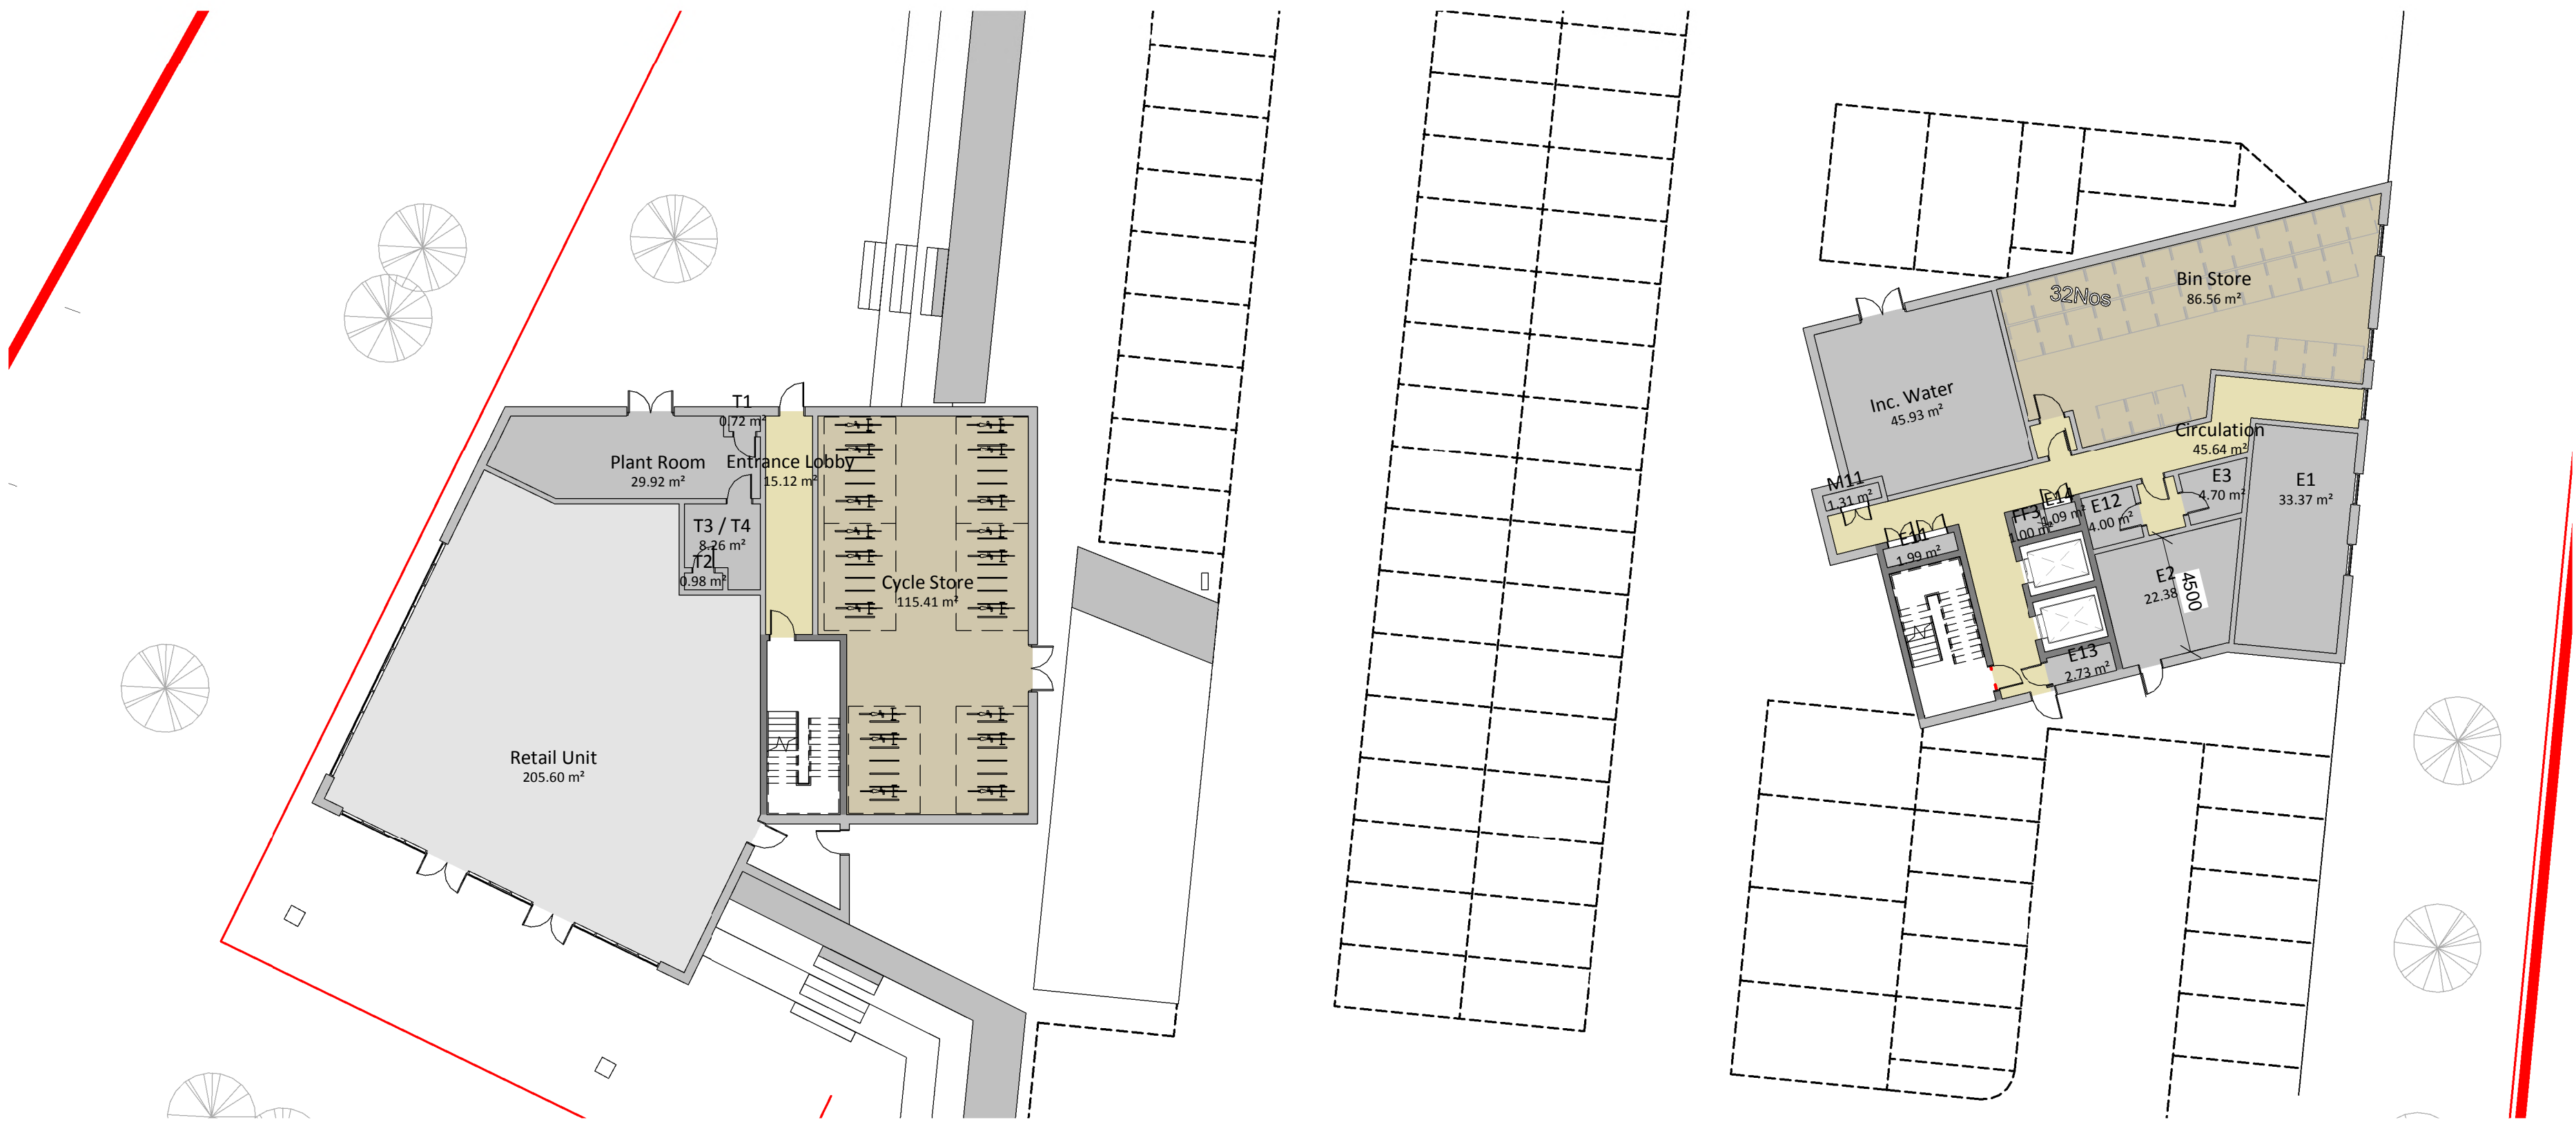 T1
0.72 m²
Plant Room
29.92 m²
Entrance Lobby
15.12 m²
T3 / T4
8.26 m²
T2
0.98 m²
Cycle Store
115.41 m²
Retail Unit
205.60 m²
Bin Store
86.56 m²
32Nos
Inc. Water
45.93 m²
Circulation
45.64 m²
M11
1.31 m²
E3
4.70 m²
E1
33.37 m²
E14
FF3
E12
4.00 m²
1.99 m²
E2
22.38
4500
E13
2.73 m²